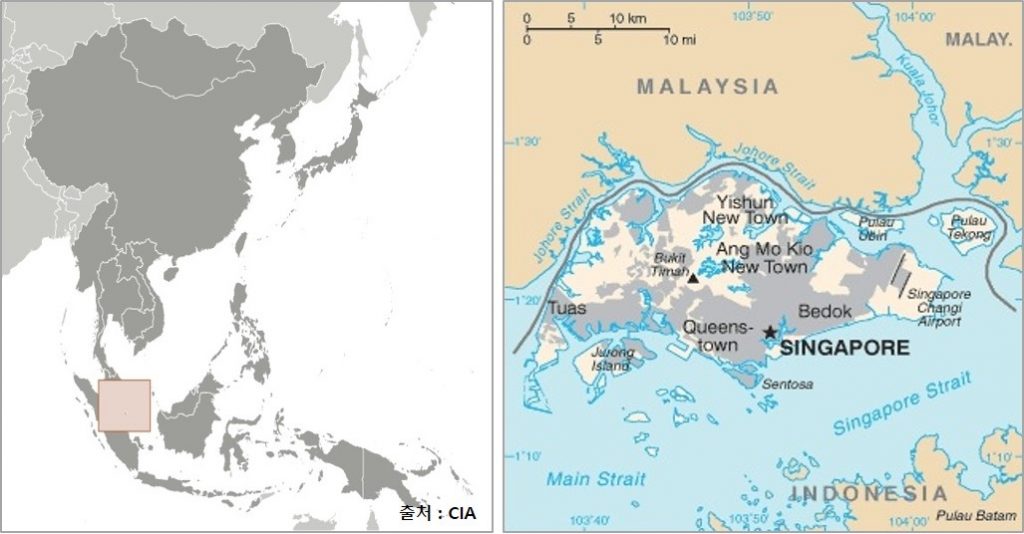 출처 : CIA
0 5 10 km
0 5 10 mi
103°50'
104°00'
MALAY.
MALAYSIA
Kuala Johor
1°30'
1°30'
Johore Strait
Johore Strait
Yishun
New Town
Pulau
Ubin
Pulau
Tekong
Bukit
Timah
Ang Mo Kio
New Town
1°20'
Tuas
Bedok
Singapore
Changi
Airport
Queens-
town
SINGAPORE
Jurong
Island
Sentosa
Singapore Strait
1°10'
1°10'
Main Strait
INDONESIA
103°40'
103°50'
104°00'
Pulau Batam